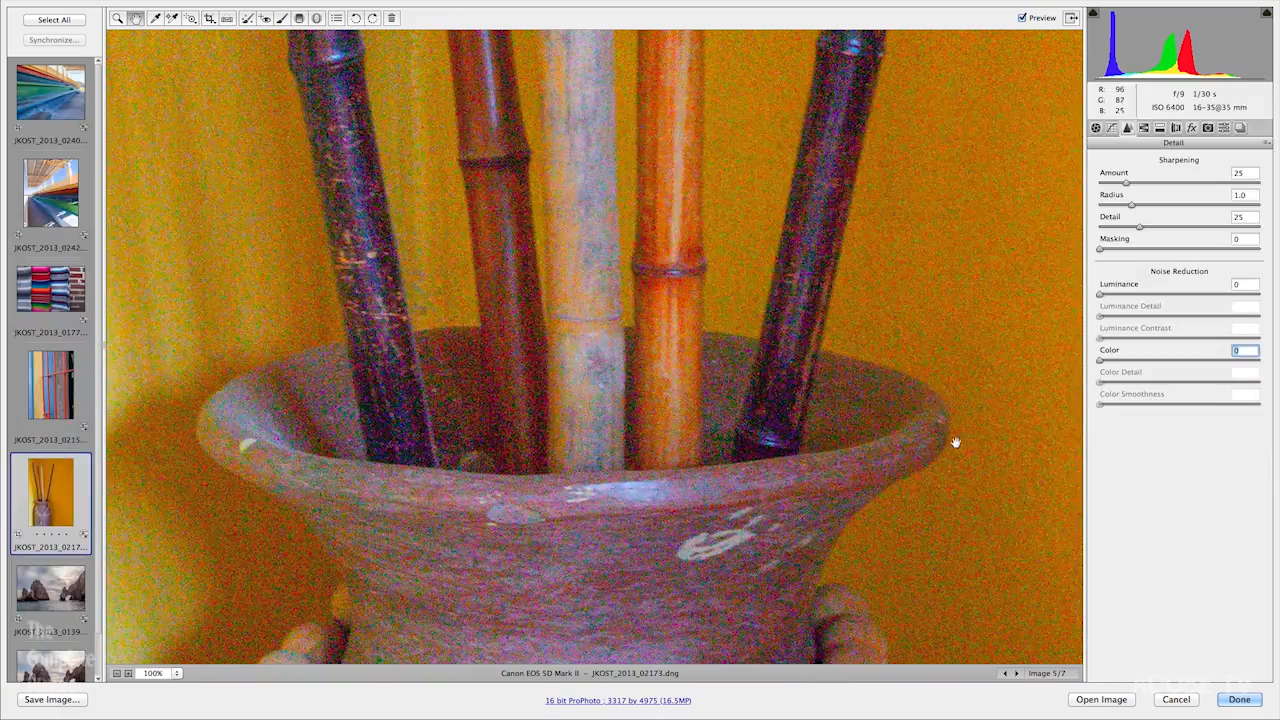 Select All
Synchronize...
JKOST_2013_0240...
JKOST_2013_0242...
JKOST_2013_0177...
JKOST_2013_0215...
JKOST_2013_0217...
JKOST_2013_0139...
The
Save Image...
Preview
100%
Canon EOS 5D Mark II – JKOST_2013_02173.dng
Image 5/7
16 bit ProPhoto ; 3317 by 4975 (16.5MP)
R: 96
G: 87
B: 25
f/9 1/30 s
ISO 6400 16-35@35 mm
fx
Detail
Sharpening
Amount 25
Radius 1.0
Detail 25
Masking 0
Noise Reduction
Luminance 0
Luminance Detail
Luminance Contrast
Color 0
Color Detail
Color Smoothness
Open Image
Cancel
Done